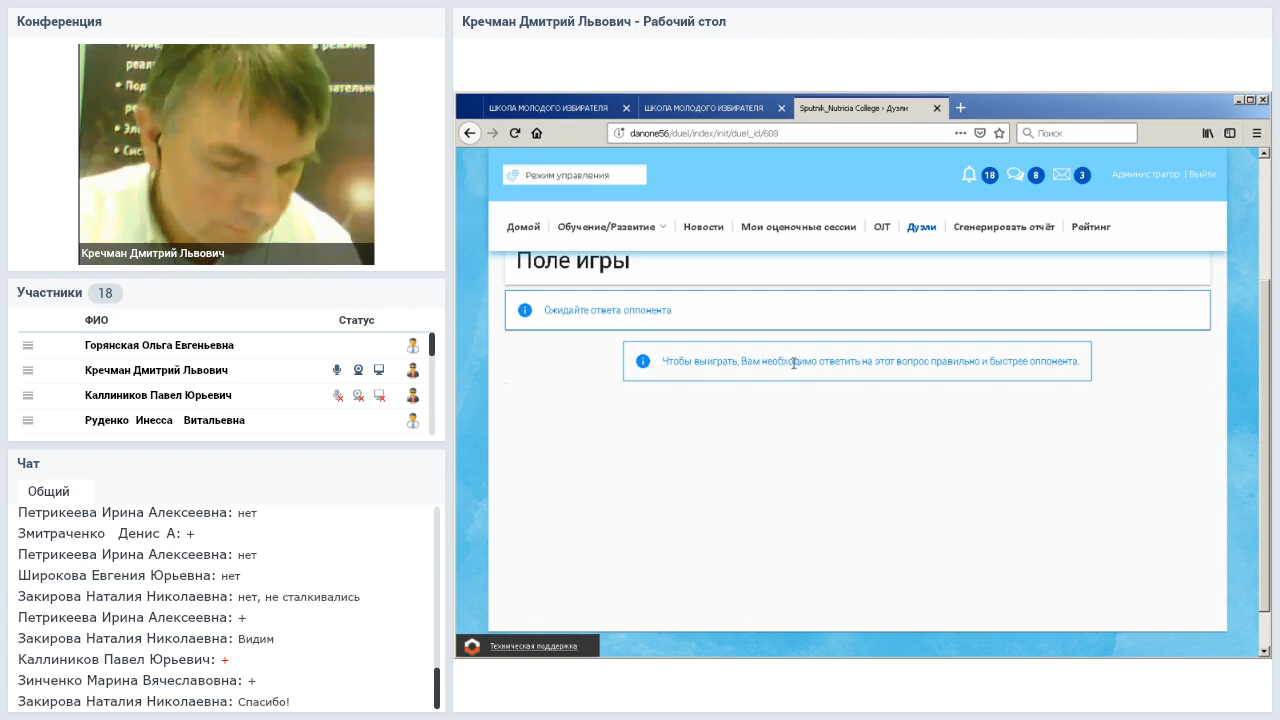 Конференция
Кречман Дмитрий Львович
Участники 18
ФИО Статус
Горянская Ольга Евгеньевна
Кречман Дмитрий Львович
Каллиников Павел Юрьевич
Руденко Инесса Витальевна
Чат
Общий
Петрикеева Ирина Алексеевна: нет
Змитраченко Денис А: +
Петрикеева Ирина Алексеевна: нет
Широкова Евгения Юрьевна: нет
Закирова Наталия Николаевна: нет, не сталкивались
Петрикеева Ирина Алексеевна: +
Закирова Наталия Николаевна: Видим
Каллиников Павел Юрьевич: +
Зинченко Марина Вячеславовна: +
Закирова Наталия Николаевна: Спасибо!
Кречман Дмитрий Львович - Рабочий стол
ШКОЛА МОЛОДОГО ИЗБИРАТЕЛЯ
ШКОЛА МОЛОДОГО ИЗБИРАТЕЛЯ
Sputnik_Nutricia College › Дуэли
danone56/duel/index/init/duel_id/608
Поиск
Режим управления
18 8 3
Администратор | Выйти
Домой Обучение/Развитие Новости Мои оценочные сессии OJT Дуэли Сгенерировать отчёт Рейтинг
Поле игры
Ожидайте ответа оппонента
Чтобы выиграть, Вам необходимо ответить на этот вопрос правильно и быстрее оппонента.
Техническая поддержка